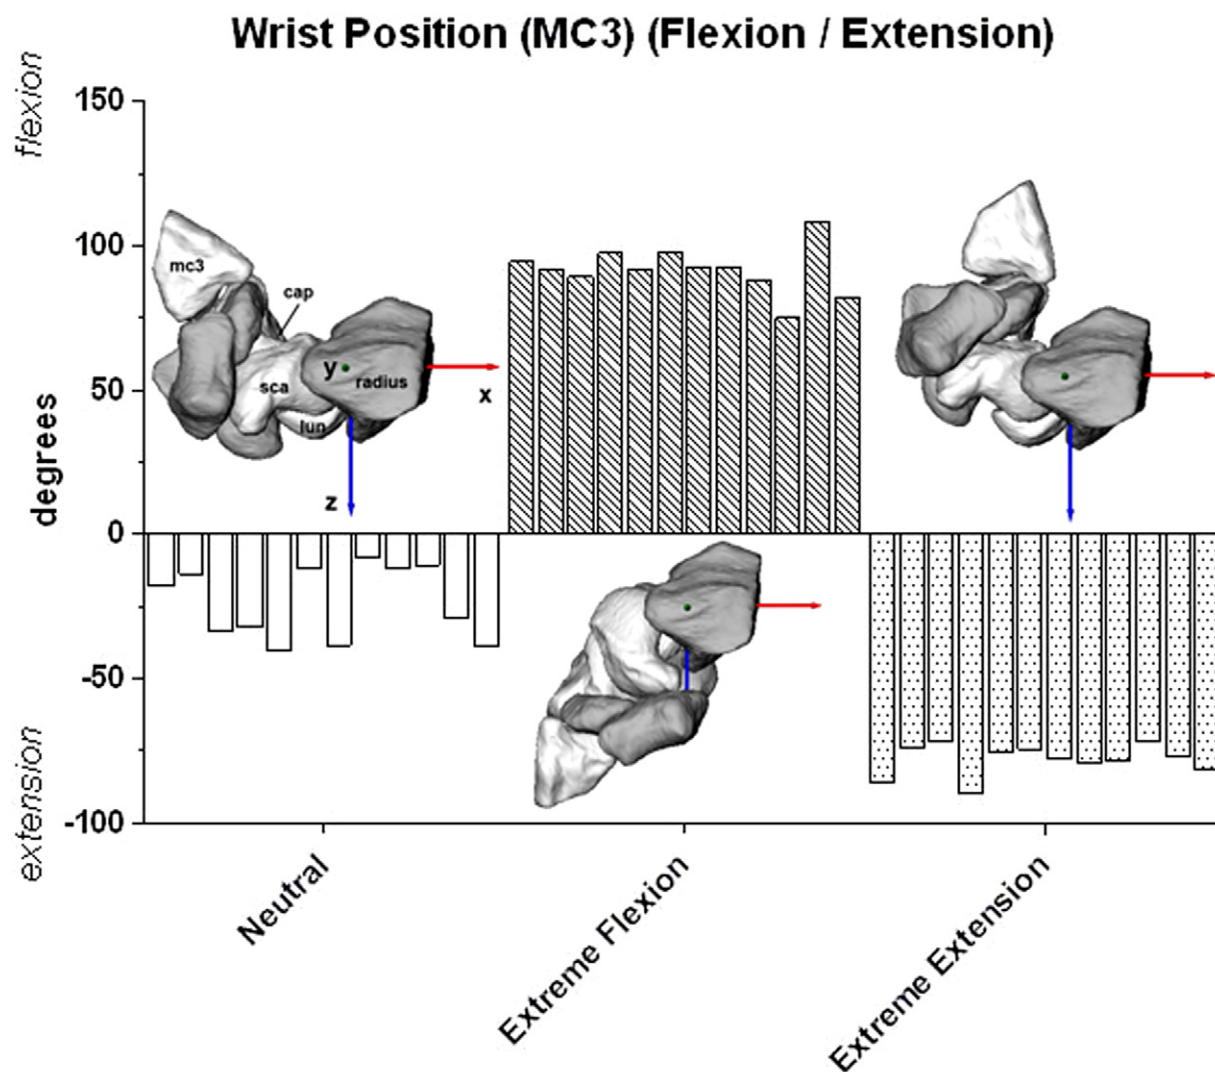 Wrist Position (MC3) (Flexion / Extension)
flexion
150
100
50
0
-50
-100
degrees
extension
mc3
cap
sca
y
radius
lun
x
z
Neutral
Extreme Flexion
Extreme Extension